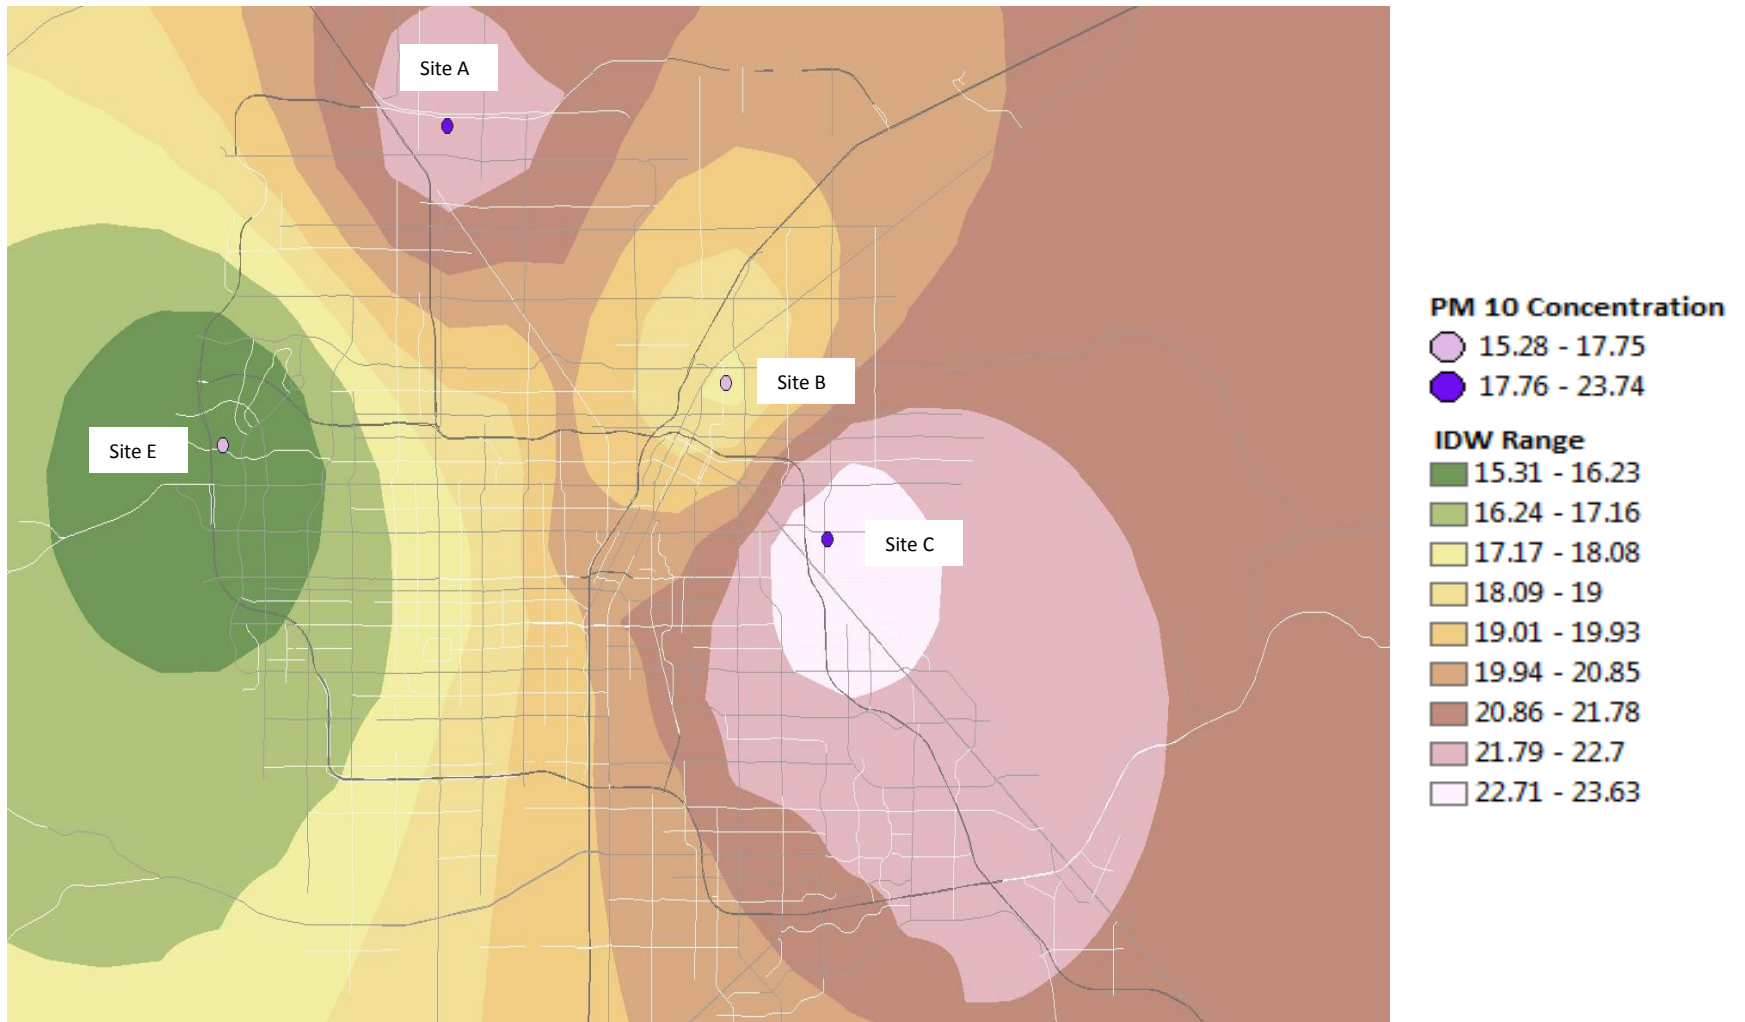 Site A
Site B
Site E
Site C
PM 10 Concentration
15.28 - 17.75
17.76 - 23.74
IDW Range
15.31 - 16.23
16.24 - 17.16
17.17 - 18.08
18.09 - 19
19.01 - 19.93
19.94 - 20.85
20.86 - 21.78
21.79 - 22.7
22.71 - 23.63